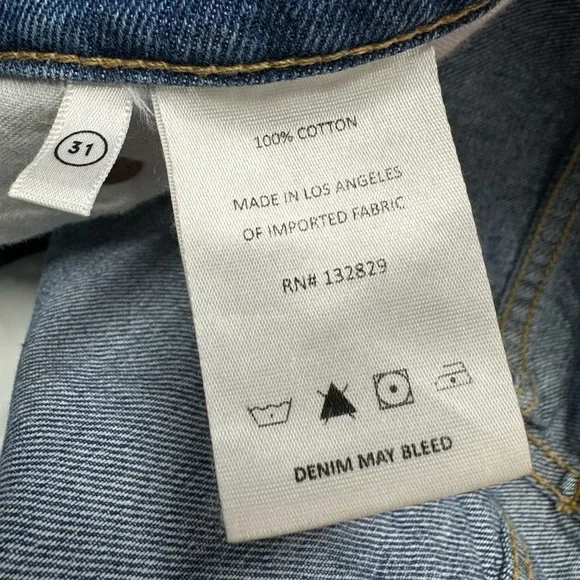 31
100% COTTON
MADE IN LOS ANGELES
OF IMPORTED FABRIC
RN# 132829
DENIM MAY BLEED